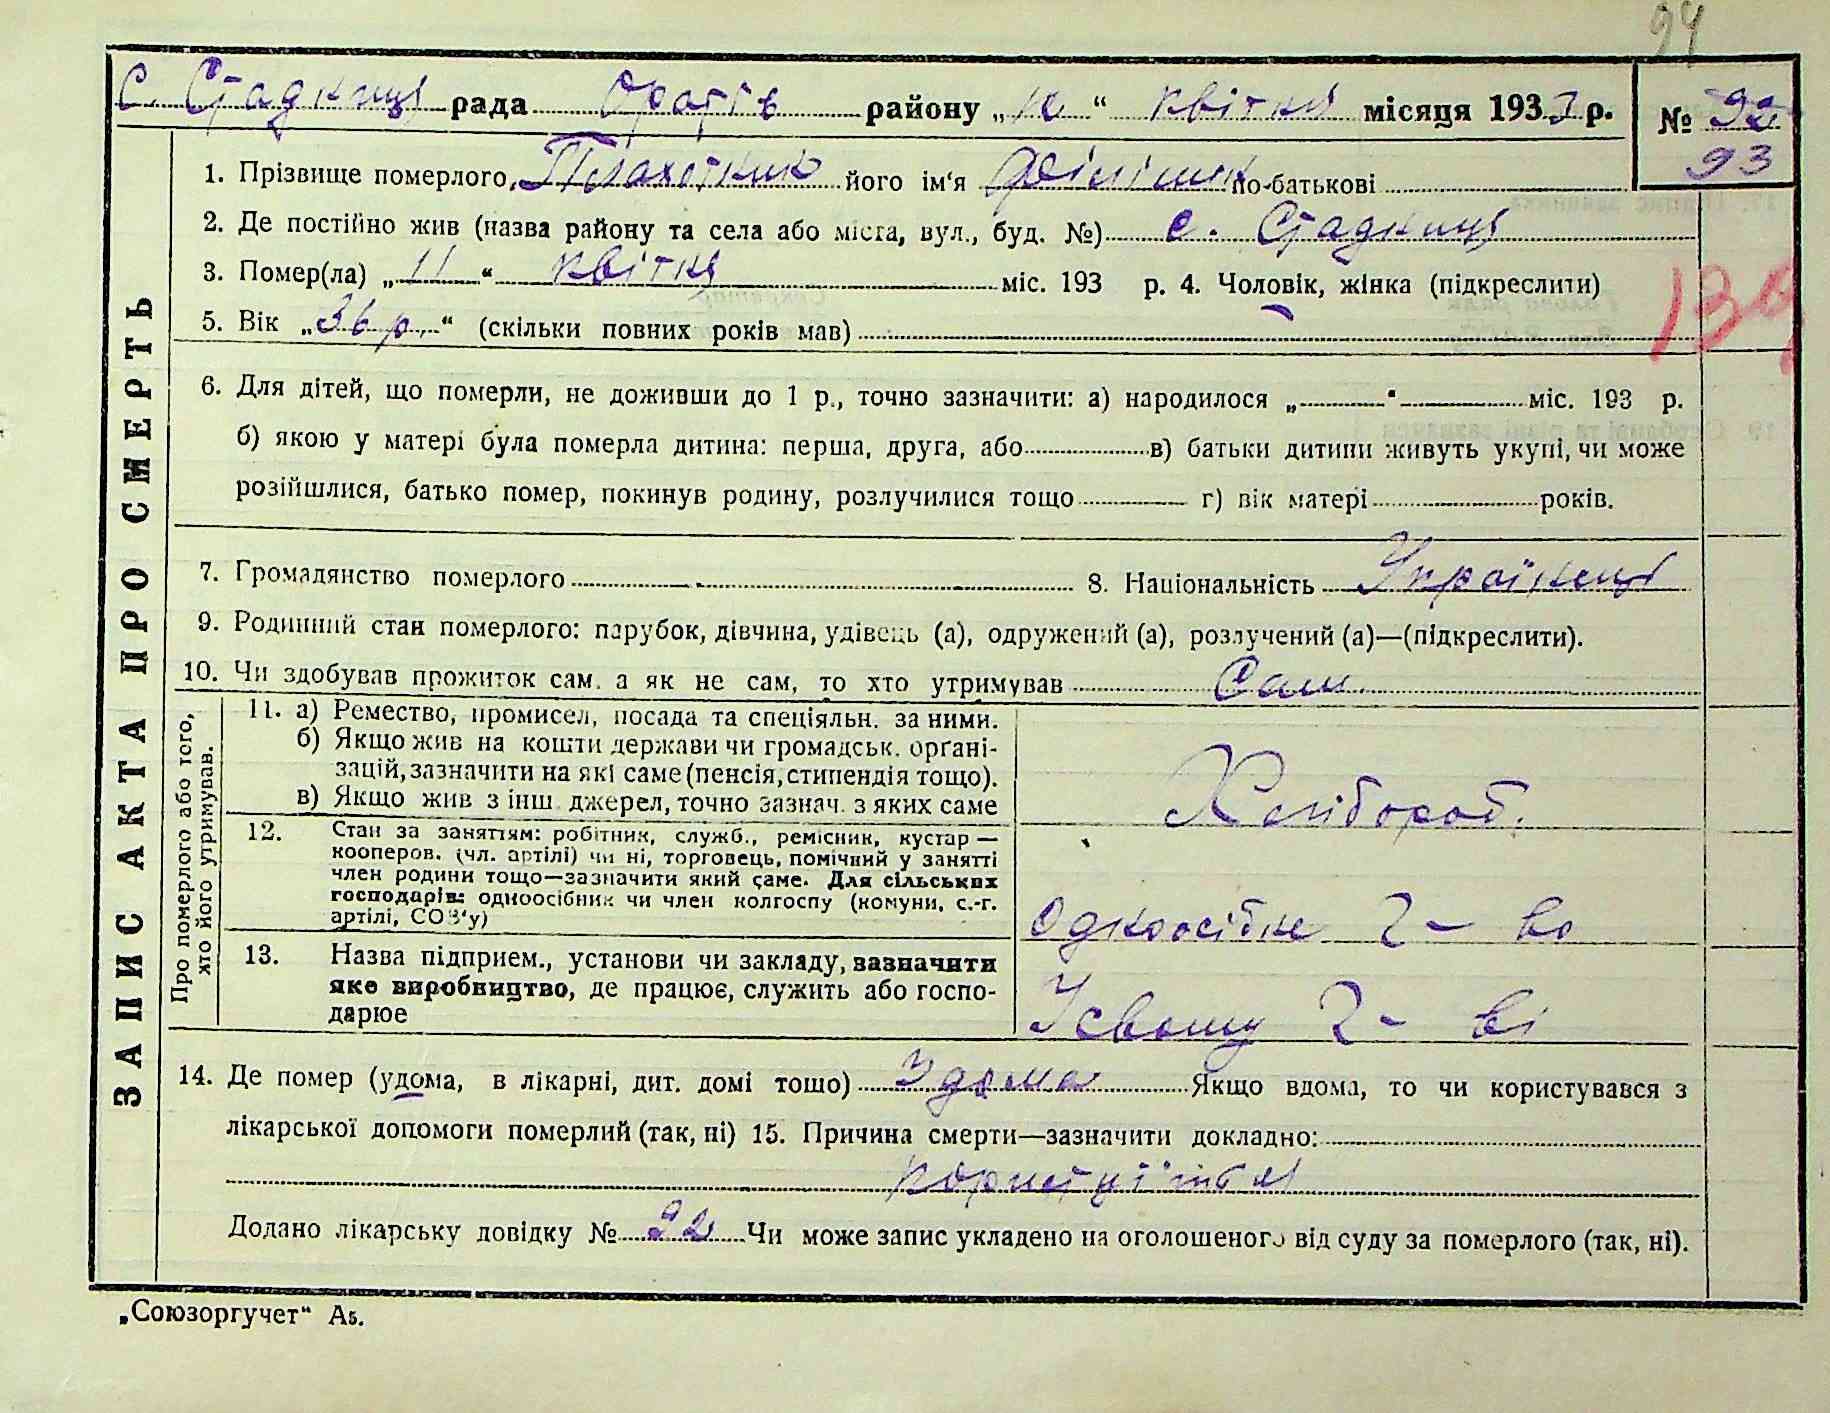 94
С. Стадниця рада Оратів району „10“ квітня місяця 1933 р. № 92
93
1. Прізвище померлого, Плахотнюк його ім‘я по-батькові
2. Де постійно жив (назва району та села або міста, вул., буд. №) с. Стадниця
3. Помер(ла) „11“ квітня міс. 193 р. 4. Чоловік, жінка (підкреслити)
139
5. Вік „36 р.“ (скільки повних років мав)
6. Для дітей, що померли, не доживши до 1 р., точно зазначити: а) народилося „ “ міс. 193 р.
б) якою у матері була померла дитина: перша, друга, або в) батьки дитини живуть укупі, чи може
розійшлися, батько помер, покинув родину, розлучилися тощо г) вік матері років.
7. Громадянство померлого 8. Національність Українець
9. Родинний стан померлого: парубок, дівчина, удівець (а), одружений (а), розлучений (а)—(підкреслити).
10. Чи здобував прожиток сам, а як не сам, то хто утримував Сам.
ЗАПИС АКТА ПРО СМЕРТЬ
Про померлого або того, хто його утримував.
11. а) Ремество, промисел, посада та спеціяльн. за ними.
б) Якщо жив на кошти держави чи громадськ. орґані-
зацій, зазначити на які саме (пенсія, стипендія тощо).
в) Якщо жив з інш. джерел, точно зазнач. з яких саме
Хлібороб.
12. Стан за заняттям: робітник, служб., ремісник, кустар —
кооперов. (чл. артілі) чи ні, торговець, помічний у занятті
член родини тощо—зазначити який саме. Для сільських
господарів: одноосібник чи член колгоспу (комуни, с.-г.
артілі, СОЗ‘у)
Одноосібне г-во
13. Назва підприєм., установи чи закладу, зазначити
яке виробництво, де працює, служить або госпо-
дарює
У своему г-ві
14. Де помер (удома, в лікарні, дит. домі тощо) Здома Якщо вдома, то чи користувався з
лікарської допомоги померлий (так, ні) 15. Причина смерти—зазначити докладно:
Додано лікарську довідку № 92 Чи може запис укладено на оголошеного від суду за померлого (так, ні).
„Союзоргучет“ А5.